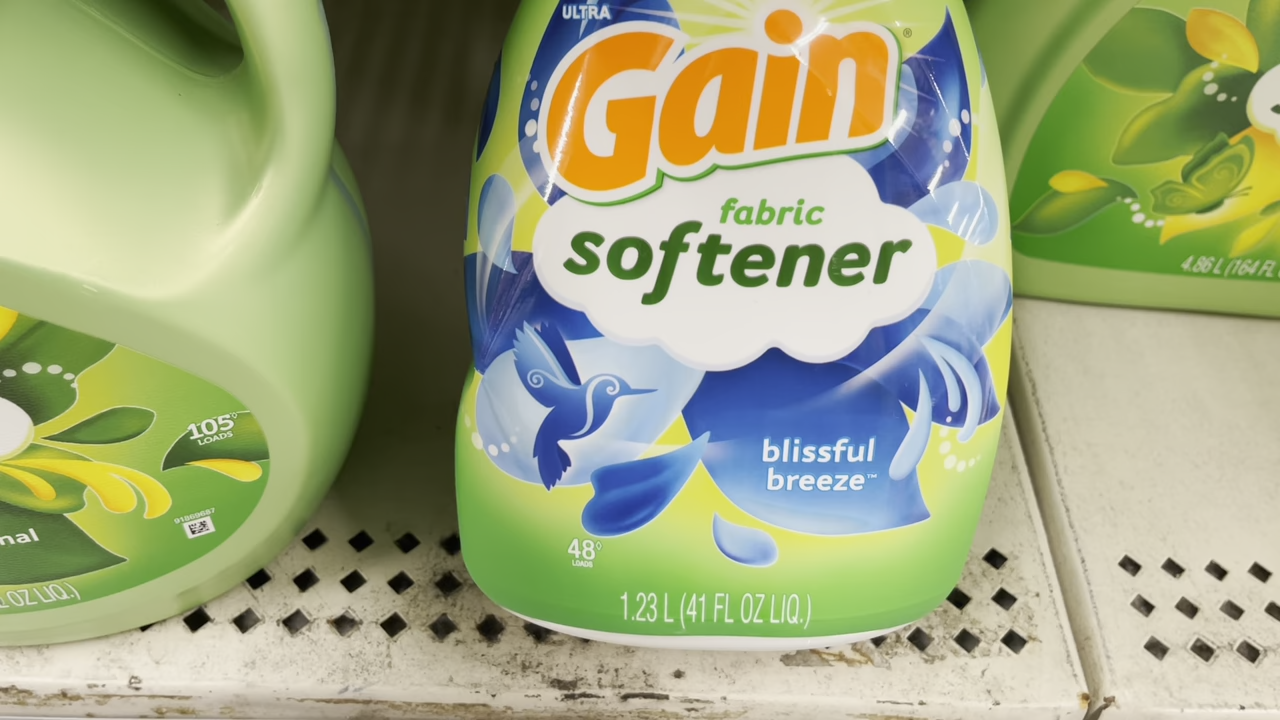 ULTRA
Gain®
fabric
softener
blissful
breeze™
48◊
LOADS
1.23 L (41 FL OZ LIQ.)
105◊
LOADS
91869687
OZ LIQ.)
4.86 L (164 FL